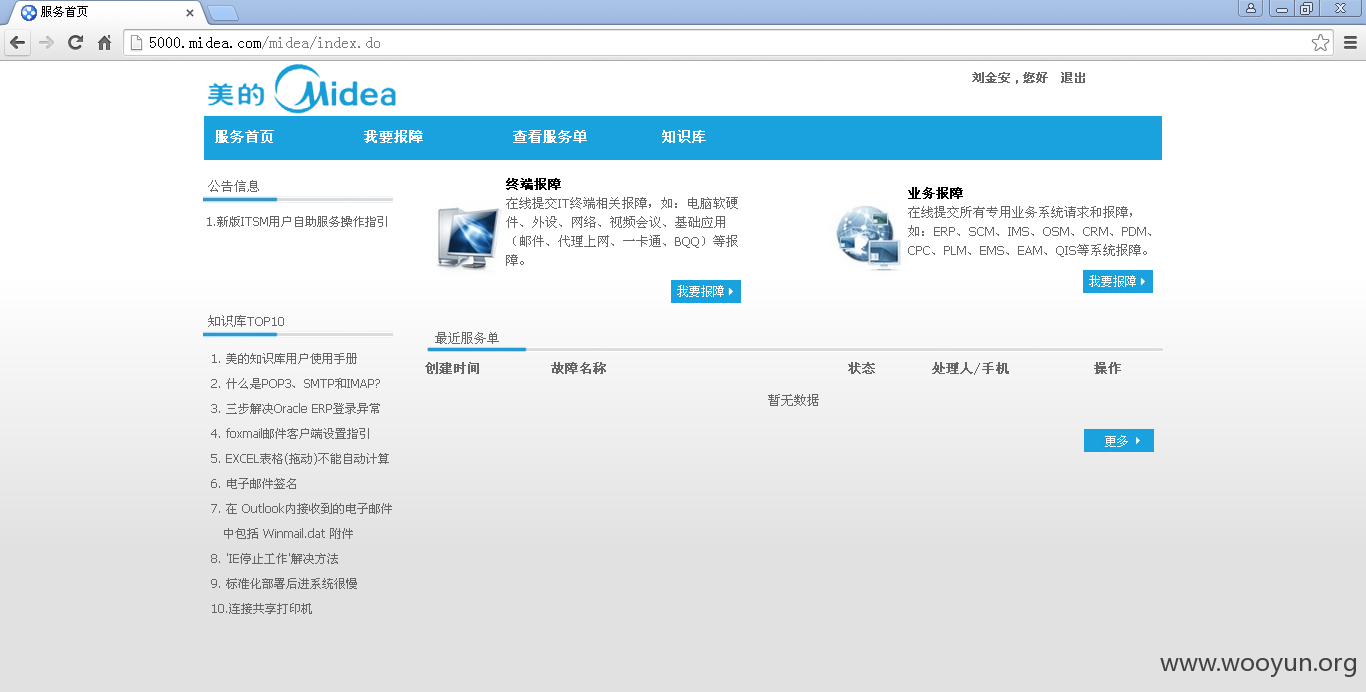 服务首页
5000.midea.com/midea/index.do
美的 Midea
刘金安，您好 退出
服务首页 我要报障 查看服务单 知识库
公告信息
1.新版ITSM用户自助服务操作指引
终端报障
在线提交IT终端相关报障，如：电脑软硬
件、外设、网络、视频会议、基础应用
（邮件、代理上网、一卡通、BQQ）等报
障。
我要报障
业务报障
在线提交所有专用业务系统请求和报障，
如：ERP、SCM、IMS、OSM、CRM、PDM、
CPC、PLM、EMS、EAM、QIS等系统报障。
我要报障
知识库TOP10
1. 美的知识库用户使用手册
2. 什么是POP3、SMTP和IMAP?
3. 三步解决Oracle ERP登录异常
4. foxmail邮件客户端设置指引
5. EXCEL表格(拖动)不能自动计算
6. 电子邮件签名
7. 在 Outlook内接收到的电子邮件
中包括 Winmail.dat 附件
8. 'IE停止工作'解决方法
9. 标准化部署后进系统很慢
10.连接共享打印机
最近服务单
创建时间 故障名称 状态 处理人/手机 操作
暂无数据
更多
www.wooyun.org